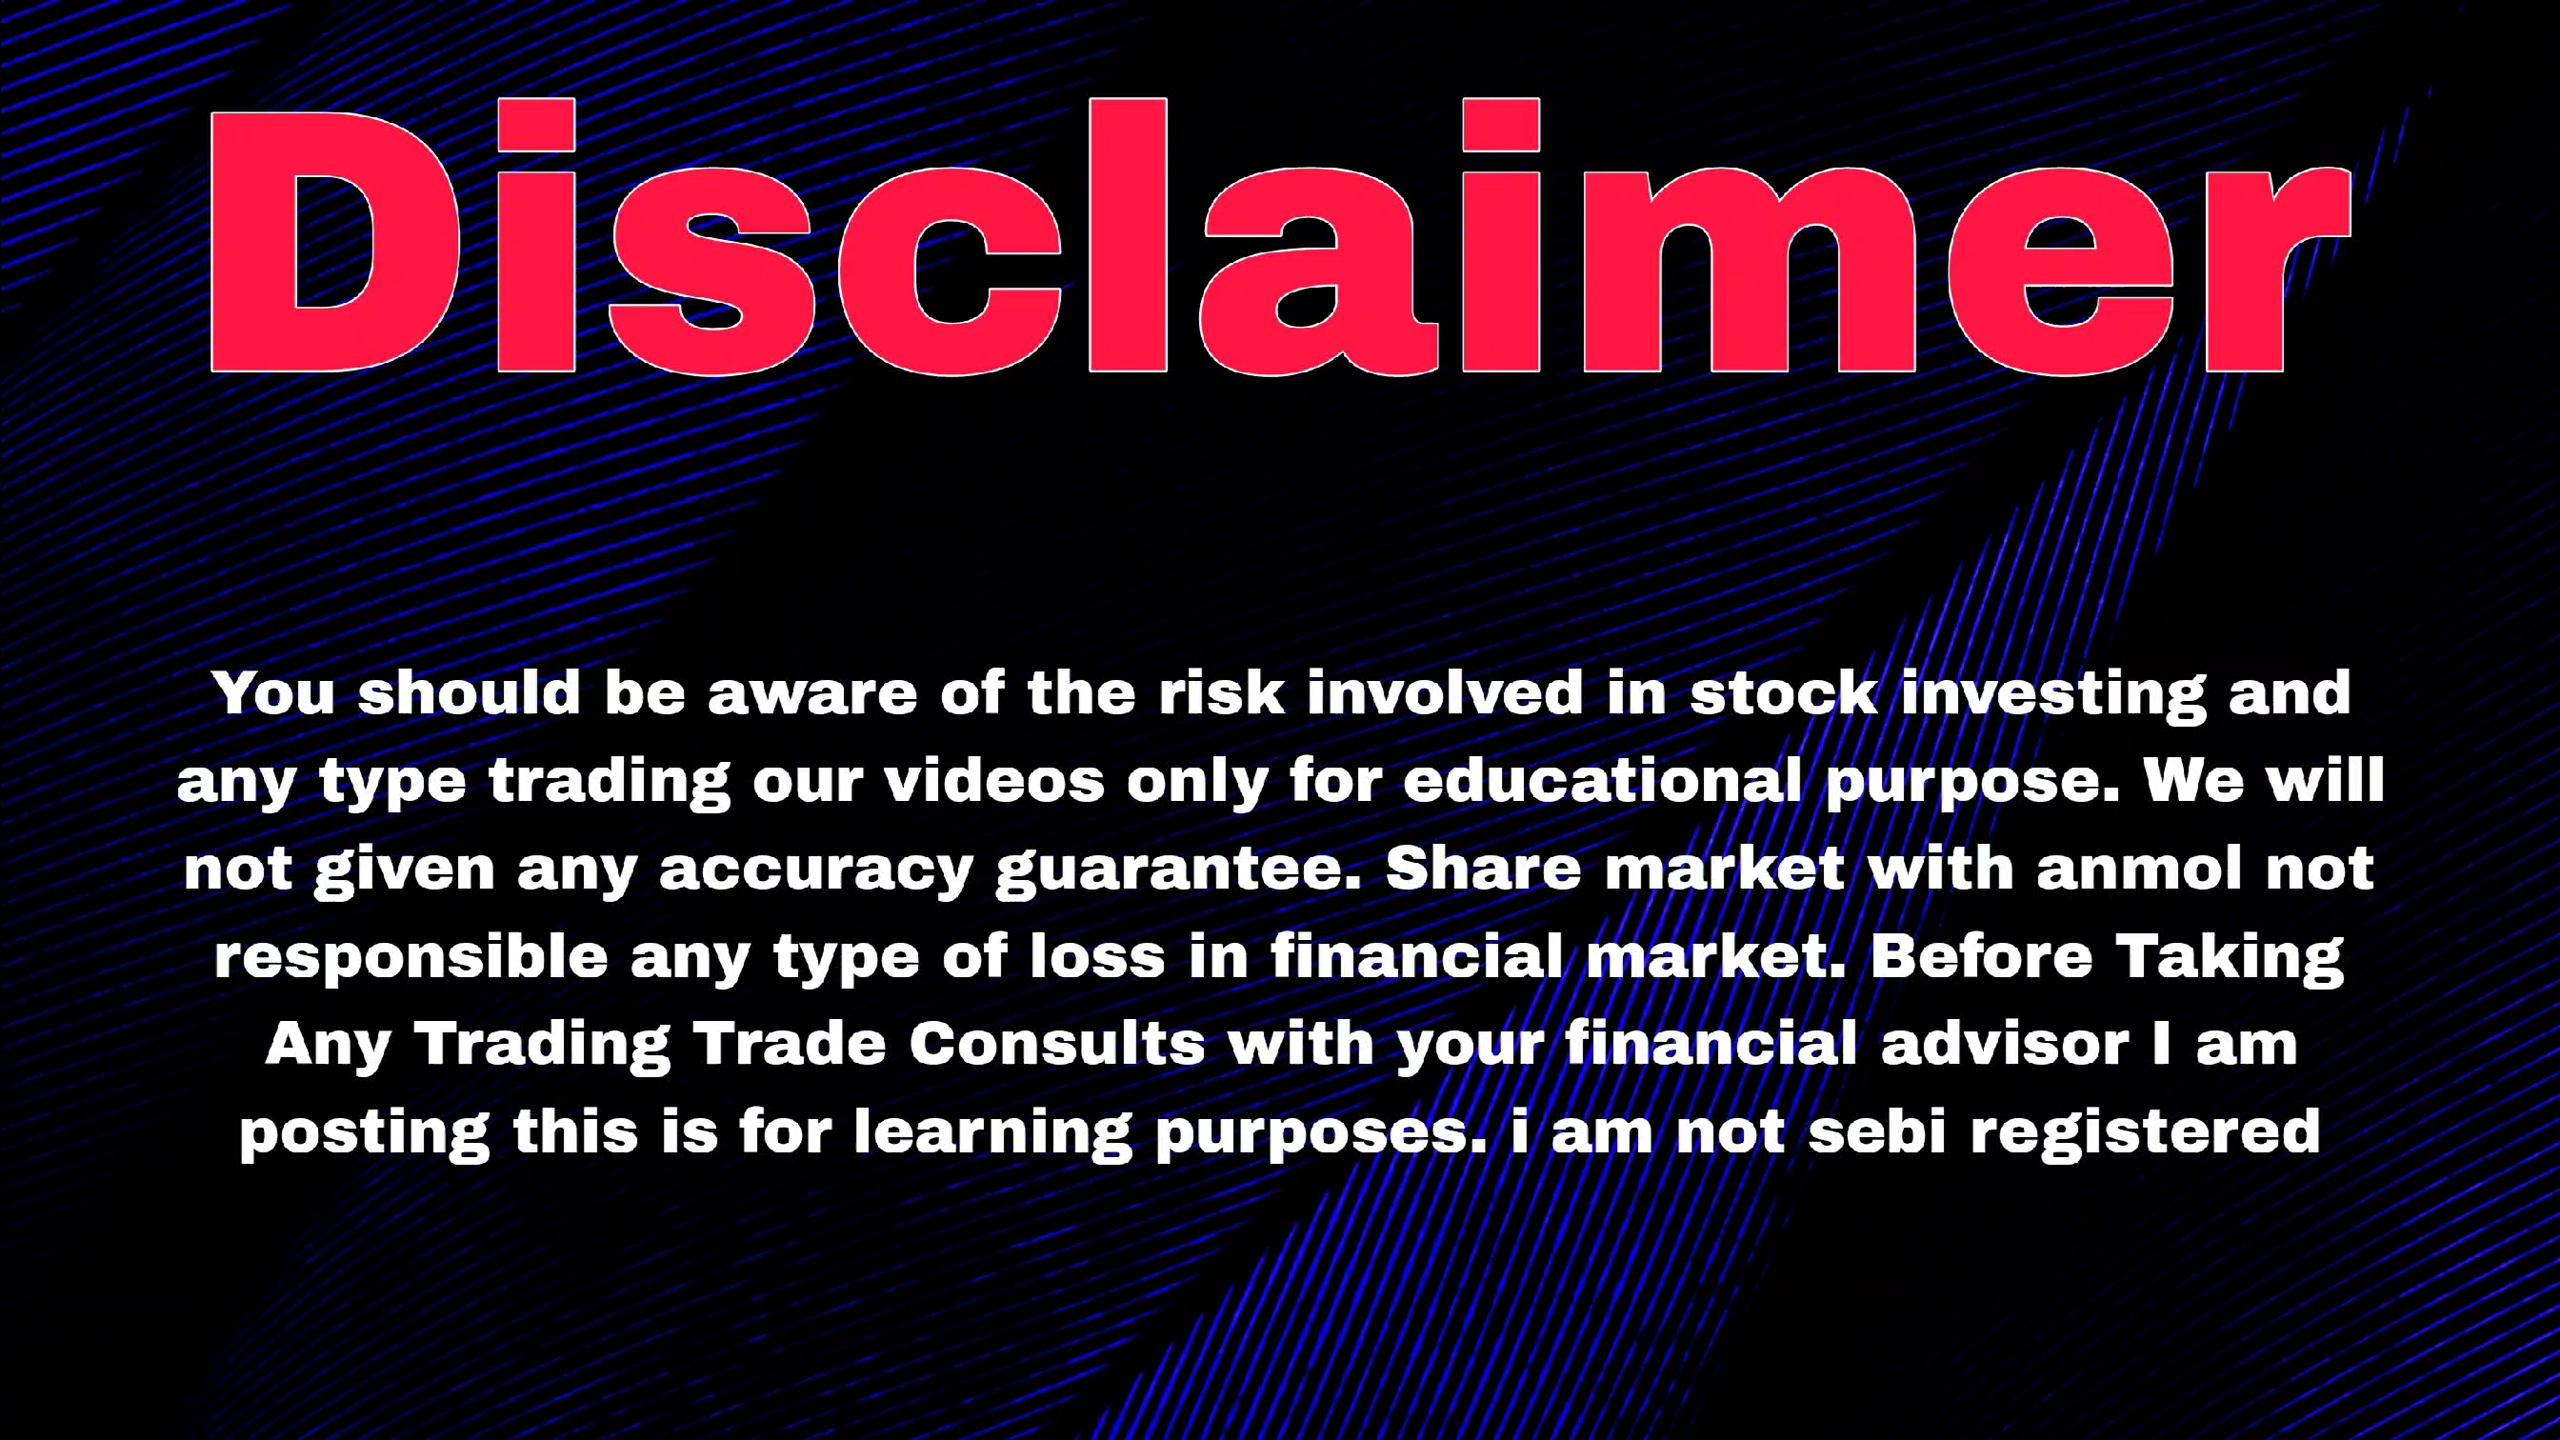 Disclaimer
You should be aware of the risk involved in stock investing and
any type trading our videos only for educational purpose. We will
not given any accuracy guarantee. Share market with anmol not
responsible any type of loss in financial market. Before Taking
Any Trading Trade Consults with your financial advisor I am
posting this is for learning purposes. i am not sebi registered